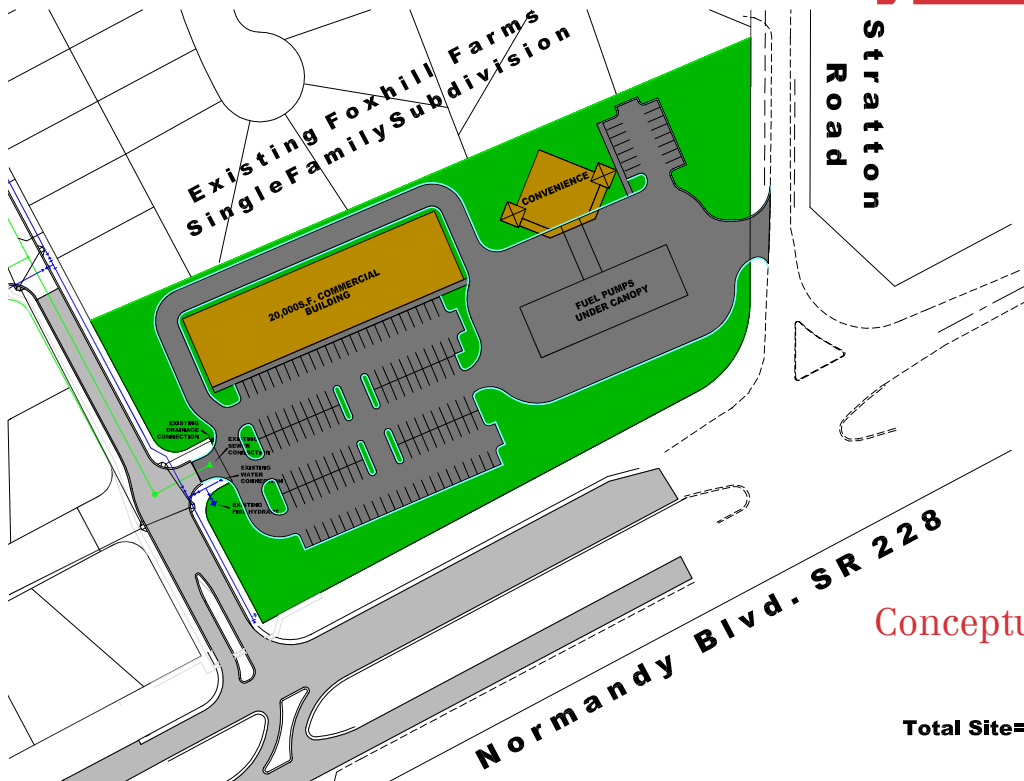 Stratton
Road
Existing Foxhill Farms
Single Family Subdivision
CONVENIENCE
20,000S.F. COMMERCIAL
BUILDING
FUEL PUMPS
UNDER CANOPY
EXISTING
DRAINAGE
CONNECTION
EXISTING
SEWER
CONNECTION
EXISTING
WATER
CONNECTION
EXISTING
FIRE HYDRANT
Normandy Blvd. SR 228
Conceptu
Total Site=